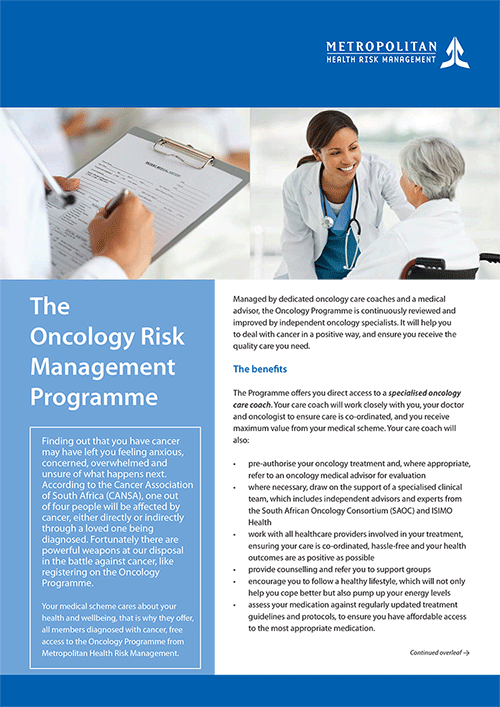 METROPOLITAN
HEALTH RISK MANAGEMENT
The
Oncology Risk
Management
Programme
Finding out that you have cancer
may have left you feeling anxious,
concerned, overwhelmed and
unsure of what happens next.
According to the Cancer Association
of South Africa (CANSA), one out
of four people will be affected by
cancer, either directly or indirectly
through a loved one being
diagnosed. Fortunately there are
powerful weapons at our disposal
in the battle against cancer, like
registering on the Oncology
Programme.
Your medical scheme cares about your
health and wellbeing, that is why they offer,
all members diagnosed with cancer, free
access to the Oncology Programme from
Metropolitan Health Risk Management.
Managed by dedicated oncology care coaches and a medical
advisor, the Oncology Programme is continuously reviewed and
improved by independent oncology specialists. It will help you
to deal with cancer in a positive way, and ensure you receive the
quality care you need.
The benefits
The Programme offers you direct access to a specialised oncology
care coach. Your care coach will work closely with you, your doctor
and oncologist to ensure care is co-ordinated, and you receive
maximum value from your medical scheme. Your care coach will
also:
• pre-authorise your oncology treatment and, where appropriate,
refer to an oncology medical advisor for evaluation
• where necessary, draw on the support of a specialised clinical
team, which includes independent advisors and experts from
the South African Oncology Consortium (SAOC) and ISIMO
Health
• work with all healthcare providers involved in your treatment,
ensuring your care is co-ordinated, hassle-free and your health
outcomes are as positive as possible
• provide counselling and refer you to support groups
• encourage you to follow a healthy lifestyle, which will not only
help you cope better but also pump up your energy levels
• assess your medication against regularly updated treatment
guidelines and protocols, to ensure you have affordable access
to the most appropriate medication.
Continued overleaf →